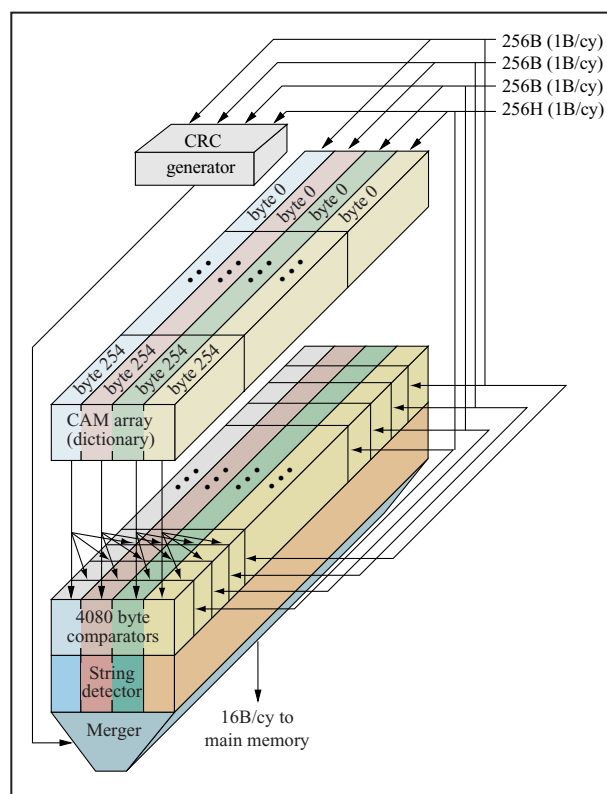 256B (1B/cy)
256B (1B/cy)
256B (1B/cy)
256H (1B/cy)
CRC
generator
byte 0
byte 0
byte 0
byte 0
byte 254
byte 254
byte 254
byte 254
CAM array
(dictionary)
4080 byte
comparators
String
detector
Merger
16B/cy to
main memory